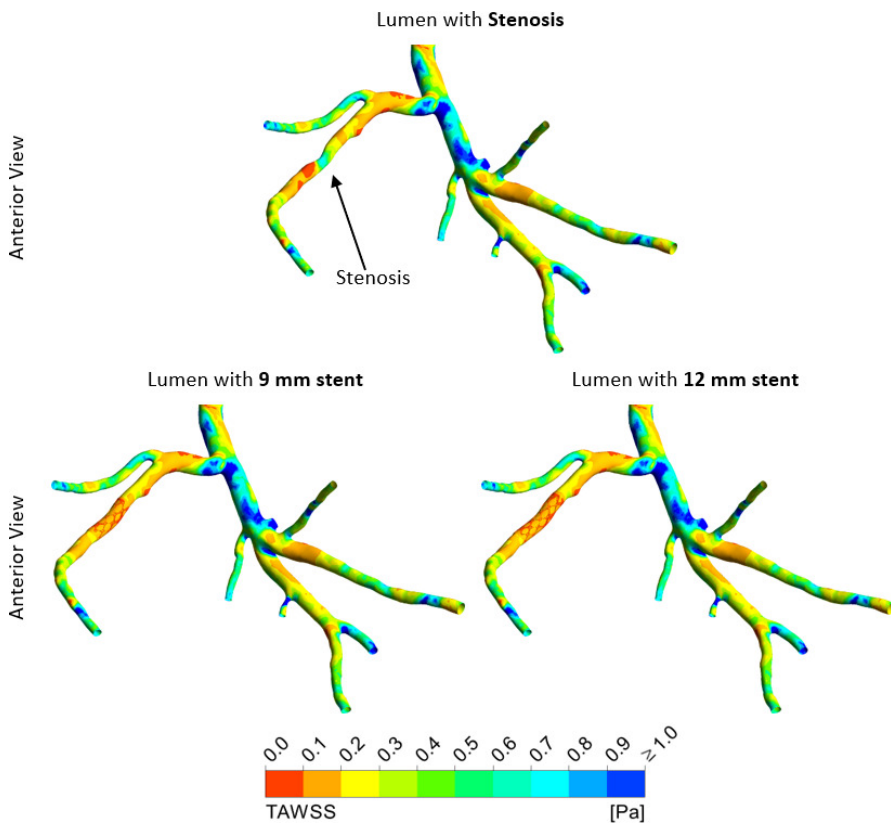 Lumen with Stenosis
Anterior View
Stenosis
Lumen with 9 mm stent
Lumen with 12 mm stent
Anterior View
0.0 0.1 0.2 0.3 0.4 0.5 0.6 0.7 0.8 0.9 ≥1.0
TAWSS [Pa]